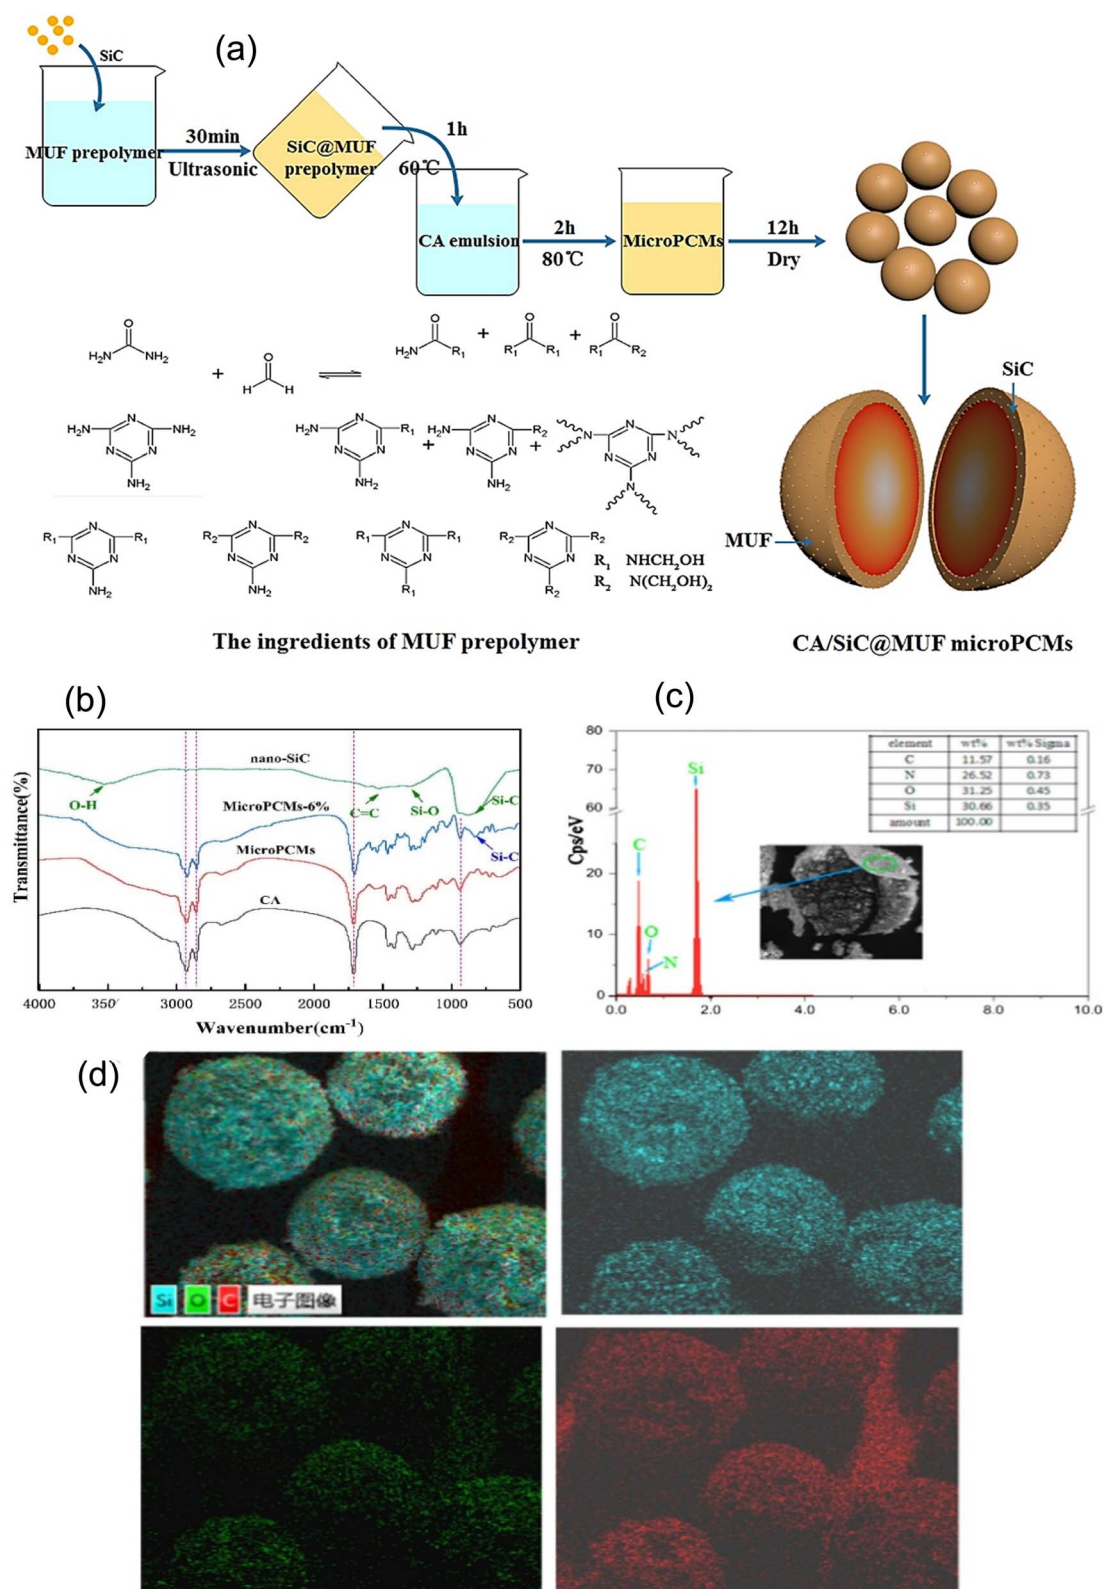 (a)
SiC
MUF prepolymer
30min
Ultrasonic
SiC@MUF
prepolymer
1h
60℃
CA emulsion
2h
80℃
MicroPCMs
12h
Dry
H₂N NH₂ O
+
H H O
H₂N R₁ O
+
R₁ R₁ O
+
R₁ R₂ O
H₂N N NH₂
N N
NH₂
H₂N N R₁
N N
NH₂
+
H₂N N R₂
N N
NH₂
+
N N N
N N
N
R₁ N R₁
N N
NH₂
R₂ N R₂
N N
NH₂
R₁ N R₁
N N
R₁
R₂ N R₂
N N
R₂
R₁ NHCH₂OH
R₂ N(CH₂OH)₂
The ingredients of MUF prepolymer
SiC
MUF
CA/SiC@MUF microPCMs
(b)
Transmittance(%)
nano-SiC
O-H
C=C
Si-O
Si-C
MicroPCMs-6%
Si-C
MicroPCMs
CA
4000 350 3000 2500 2000 1500 1000 500
Wavenumber(cm⁻¹)
(c)
Cps/eV
80
70
60
20
10
0
0.0 2.0 4.0 6.0 8.0 10.0
Si
C
O
N
element wt% wt% Sigma
C 11.57 0.16
N 26.52 0.73
O 31.25 0.45
Si 30.66 0.35
amount 100.00
(d)
Si O C 电子图像